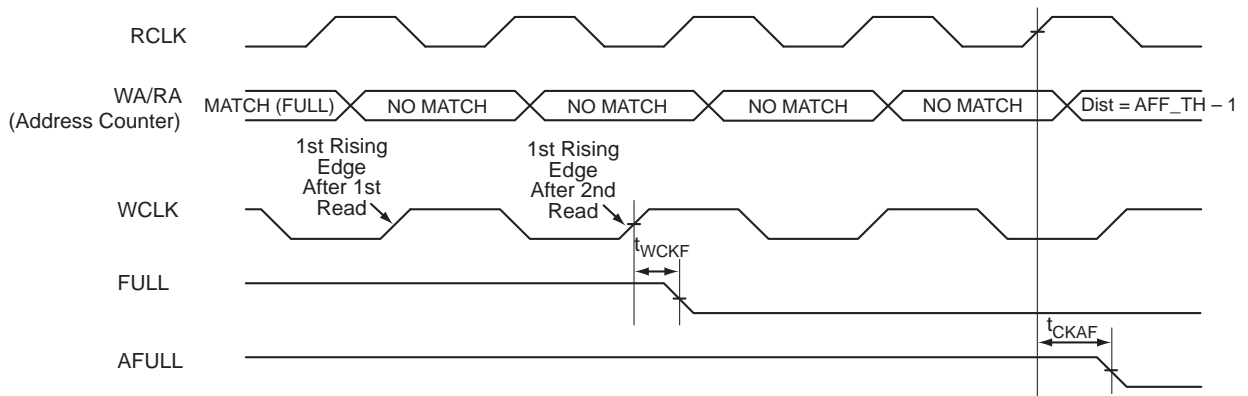 RCLK
WA/RA
(Address Counter)
MATCH (FULL)
NO MATCH
NO MATCH
NO MATCH
NO MATCH
Dist = AFF_TH – 1
1st Rising
Edge
After 1st
Read
1st Rising
Edge
After 2nd
Read
WCLK
tWCKF
FULL
tCKAF
AFULL